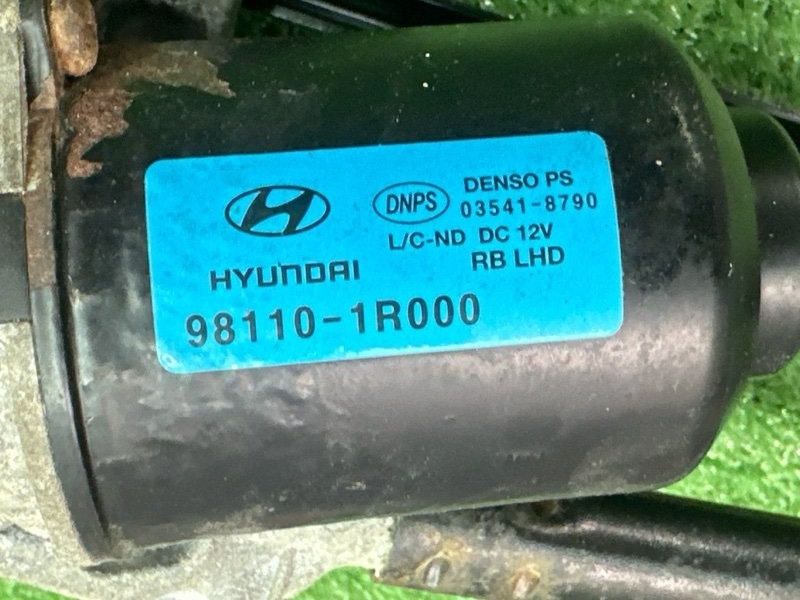 DENSO PS
DNPS 03541-8790
L/C-ND DC 12V
RB LHD
HYUNDAI
98110-1R000